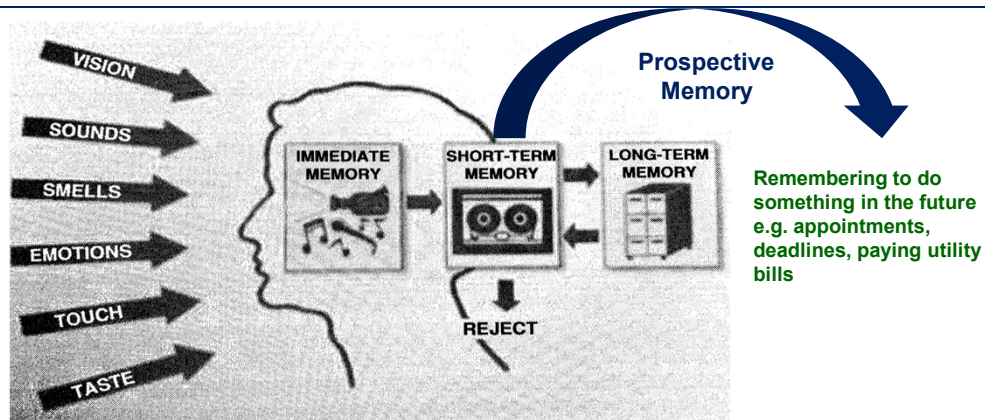 VISION
SOUNDS
SMELLS
EMOTIONS
TOUCH
TASTE
IMMEDIATE
MEMORY
SHORT-TERM
MEMORY
LONG-TERM
MEMORY
REJECT
Prospective
Memory
Remembering to do
something in the future
e.g. appointments,
deadlines, paying utility
bills